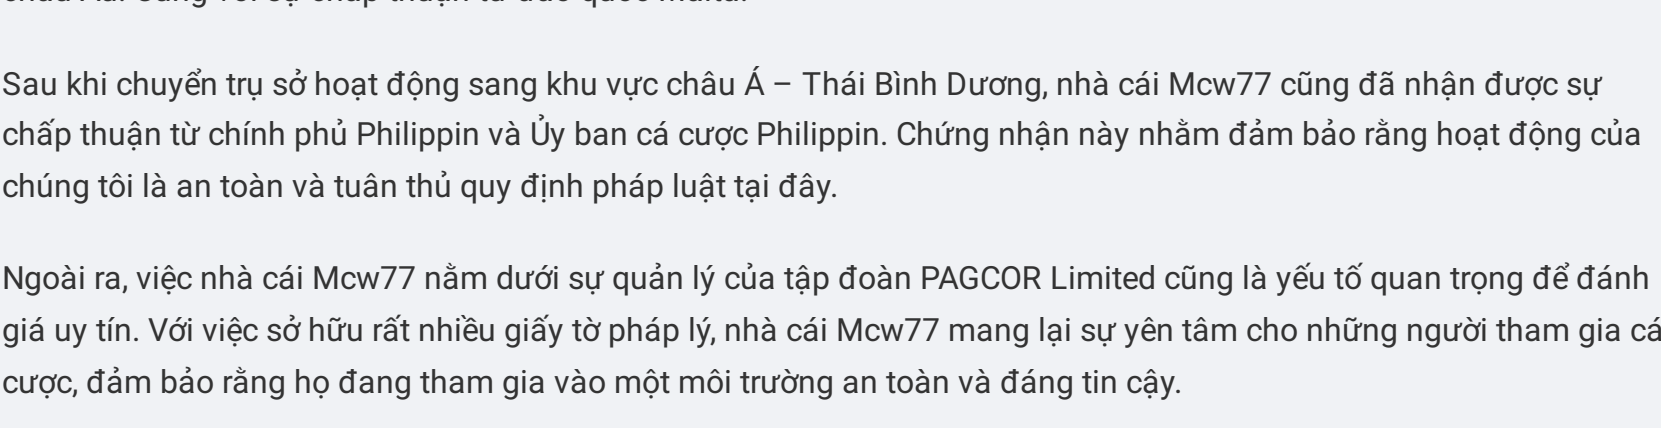 Sau khi chuyển trụ sở hoạt động sang khu vực châu Á – Thái Bình Dương, nhà cái Mcw77 cũng đã nhận được sự
chấp thuận từ chính phủ Philippin và Ủy ban cá cược Philippin. Chứng nhận này nhằm đảm bảo rằng hoạt động của
chúng tôi là an toàn và tuân thủ quy định pháp luật tại đây.
Ngoài ra, việc nhà cái Mcw77 nằm dưới sự quản lý của tập đoàn PAGCOR Limited cũng là yếu tố quan trọng để đánh
giá uy tín. Với việc sở hữu rất nhiều giấy tờ pháp lý, nhà cái Mcw77 mang lại sự yên tâm cho những người tham gia cá
cược, đảm bảo rằng họ đang tham gia vào một môi trường an toàn và đáng tin cậy.